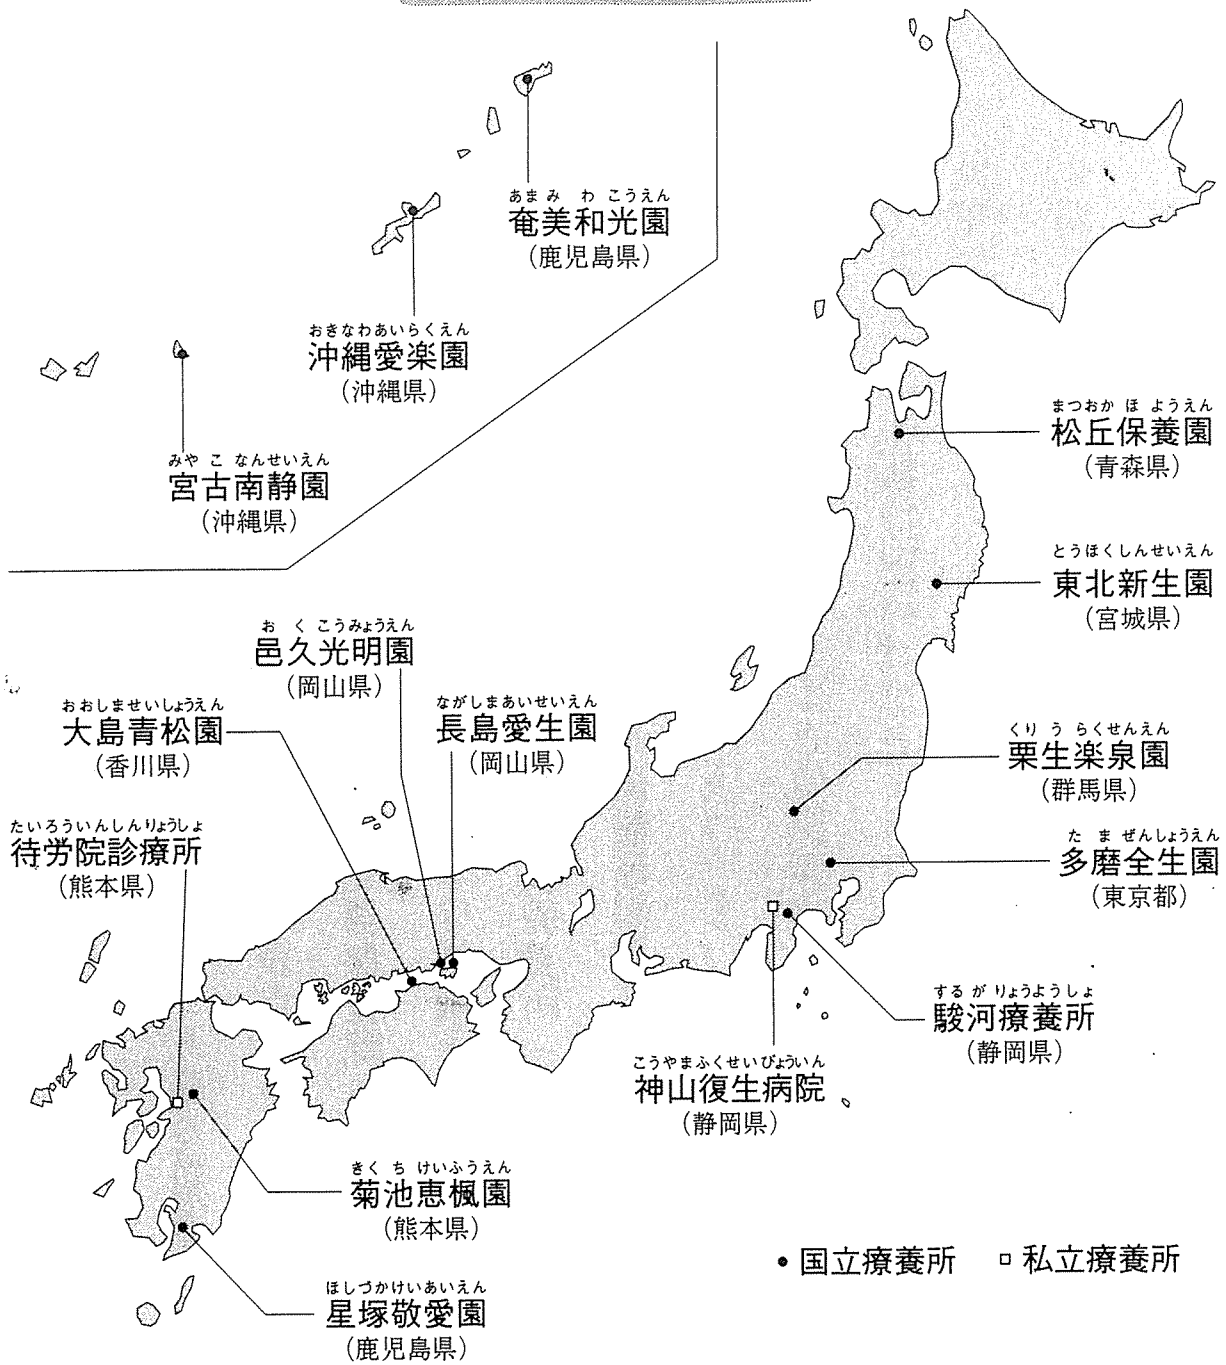 あまみわこうえん
奄美和光園
(鹿児島県)
おきなわあいらくえん
沖縄愛楽園
(沖縄県)
みやこなんせいえん
宮古南静園
(沖縄県)
まつおかほようえん
松丘保養園
(青森県)
とうほくしんせいえん
東北新生園
(宮城県)
おくこうみょうえん
邑久光明園
(岡山県)
おおしませいしょうえん
大島青松園
(香川県)
ながしまあいせいえん
長島愛生園
(岡山県)
くりうらくせんえん
栗生楽泉園
(群馬県)
たいろういんしんりょうしょ
待労院診療所
(熊本県)
たまぜんしょうえん
多磨全生園
(東京都)
するがりょうようしょ
駿河療養所
(静岡県)
こうやまふくせいびょういん
神山復生病院
(静岡県)
きくちけいふうえん
菊池恵楓園
(熊本県)
ほしづかけいあいえん
星塚敬愛園
(鹿児島県)
国立療養所 私立療養所